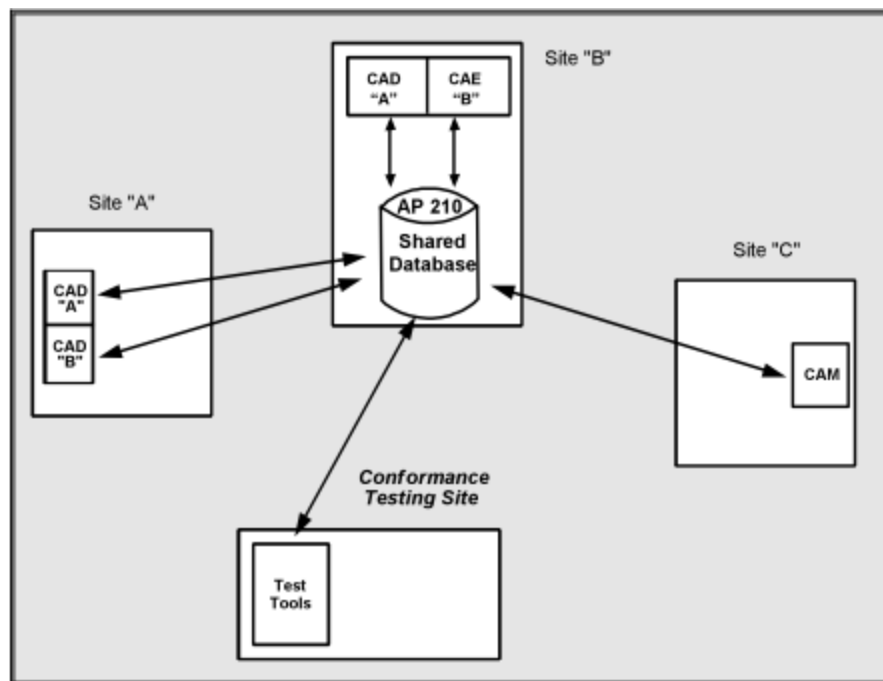 Site "B"
CAD
“A”
CAE
“B”
AP 210
Shared
Database
Site "A"
CAD
"A"
CAD
"B"
Site "C"
CAM
Conformance
Testing Site
Test
Tools